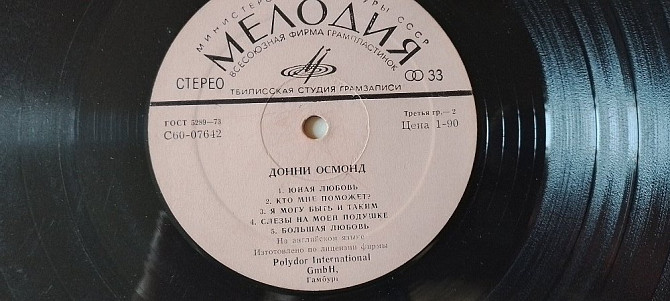 МИНИСТЕРС УРЫ СССР
МЕЛОДИЯ
ВСЕСОЮЗНАЯ ФИРМА ГРАМПЛАСТИНОК
СТЕРЕО
33
ТБИЛИССКАЯ СТУДИЯ ГРАМЗАПИСИ
ГОСТ 5289—73
Третья гр.— 2
С60-07642
Цена 1-90
ДОННИ ОСМОНД
1. ЮНАЯ ЛЮБОВЬ
2. КТО МНЕ ПОМОЖЕТ?
3. Я МОГУ БЫТЬ И ТАКИМ
4. СЛЕЗЫ НА МОЕЙ ПОДУШКЕ
5. БОЛЬШАЯ ЛЮБОВЬ
На английском языке
Изготовлено по лицензии фирмы
Polydor International
GmbH,
Гамбург